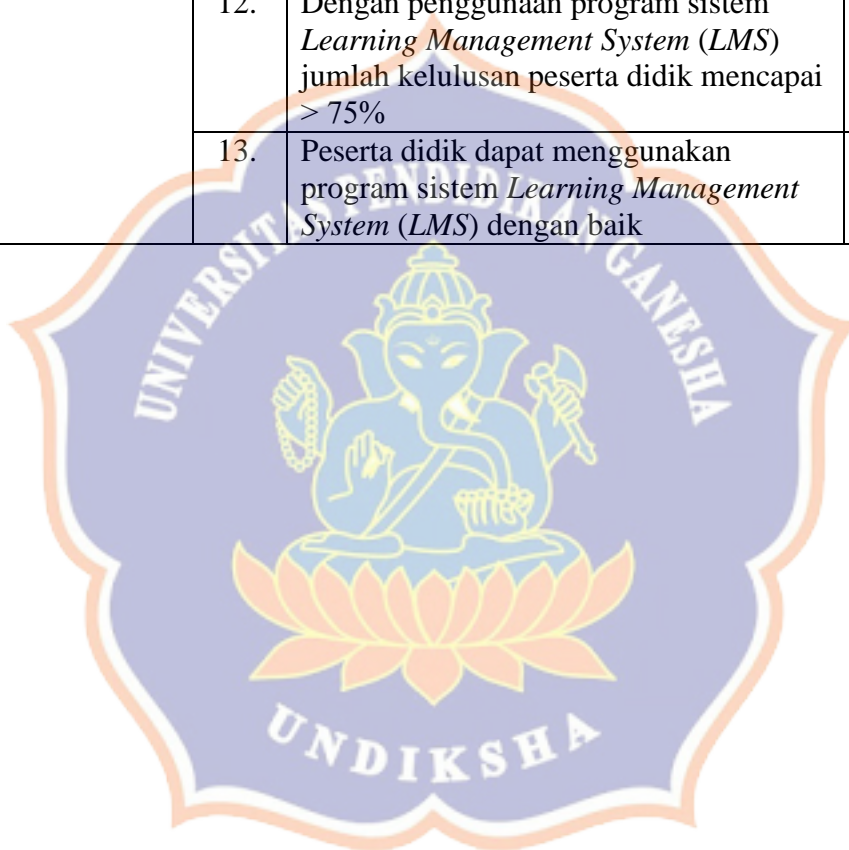 12. Dengan penggunaan program sistem
Learning Management System (LMS)
jumlah kelulusan peserta didik mencapai
> 75%
13. Peserta didik dapat menggunakan
program sistem Learning Management
System (LMS) dengan baik
UNIVERSITAS PENDIDIKAN GANESHA
UNDIKSHA